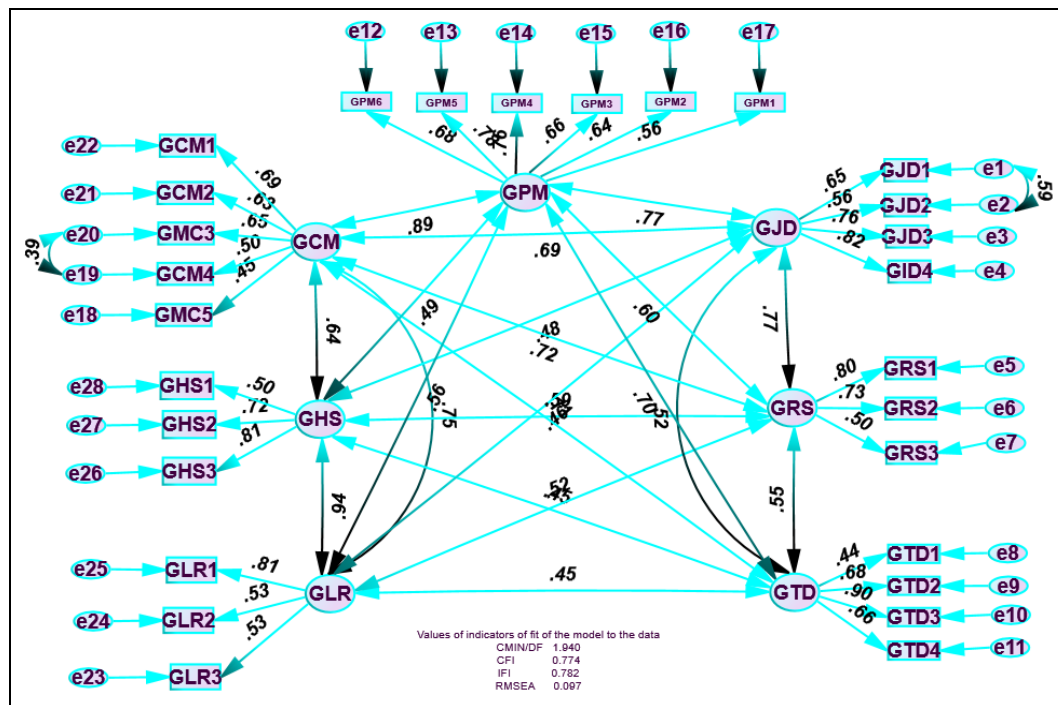 e12 e13 e14 e15 e16 e17
GPM6 GPM5 GPM4 GPM3 GPM2 GPM1
.68 .78 .66 .64 .56
e22 GCM1
e21 GCM2
e20 GMC3
e19 GCM4
e18 GMC5
.39
.69
.63
.65
.50
.45
GCM
GPM
GJD
GJD1 e1
GJD2 e2
GJD3 e3
GID4 e4
.59
.65
.56
.76
.82
.89 .69 .77
.64 .49 .48 .72 .60 .77
e28 GHS1
e27 GHS2
e26 GHS3
.50
.72
.81
GHS
GRS
.80
.73
.50
GRS1 e5
GRS2 e6
GRS3 e7
.75 .70 .52
.94 .52 .55
e25 GLR1
e24 GLR2
e23 GLR3
.81
.53
.53
GLR
.45
GTD
.44
.68
.90
.66
GTD1 e8
GTD2 e9
GTD3 e10
GTD4 e11
Values of indicators of fit of the model to the data
CMIN/DF 1.940
CFI 0.774
IFI 0.782
RMSEA 0.097